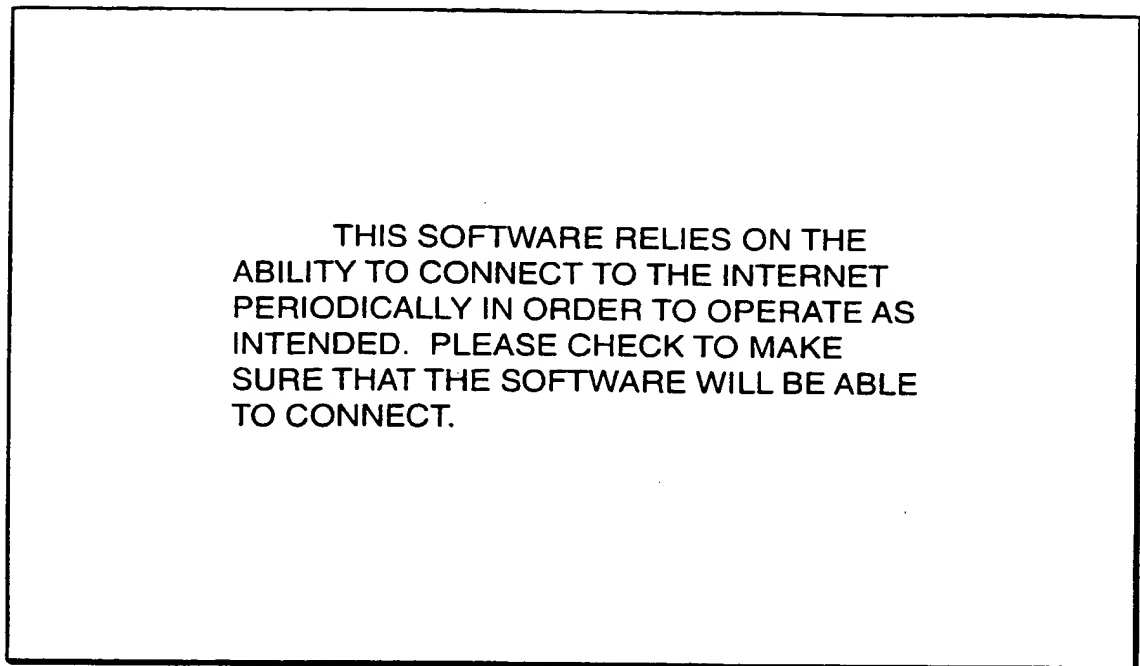 THIS SOFTWARE RELIES ON THE
ABILITY TO CONNECT TO THE INTERNET
PERIODICALLY IN ORDER TO OPERATE AS
INTENDED. PLEASE CHECK TO MAKE
SURE THAT THE SOFTWARE WILL BE ABLE
TO CONNECT.